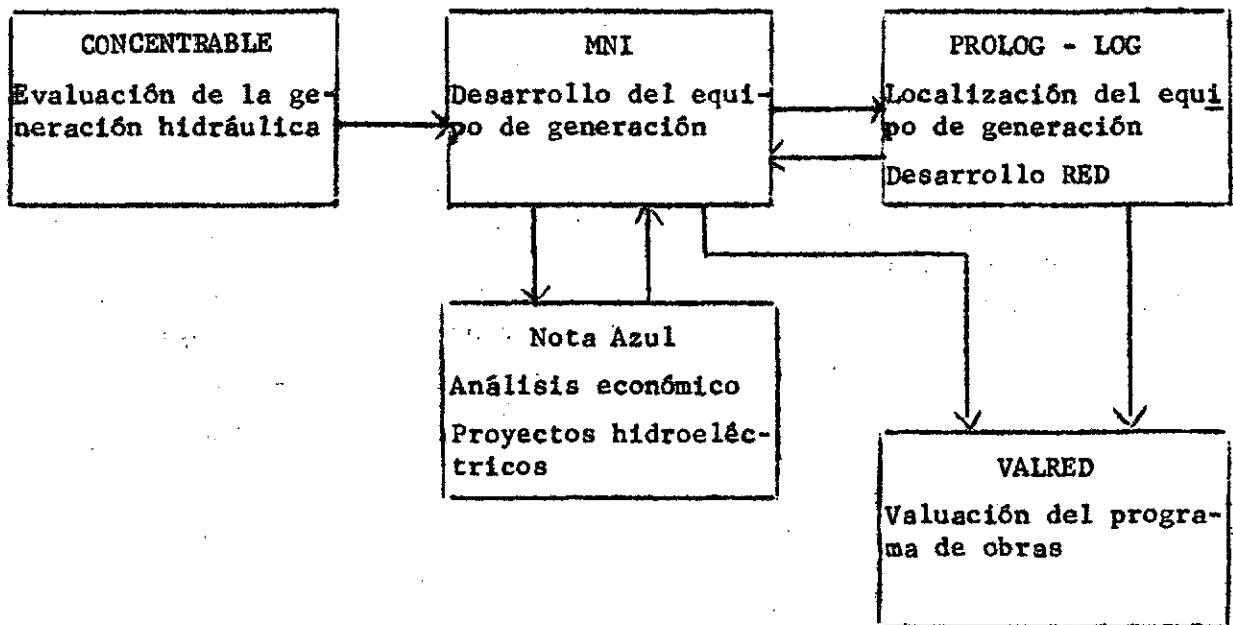 CONCENTRABLE
Evaluación de la ge-
neración hidráulica
MNI
Desarrollo del equi-
po de generación
PROLOG - LOG
Localización del equi
po de generación
Desarrollo RED
Nota Azul
Análisis económico
Proyectos hidroeléc-
tricos
VALRED
Valuación del progra-
ma de obras